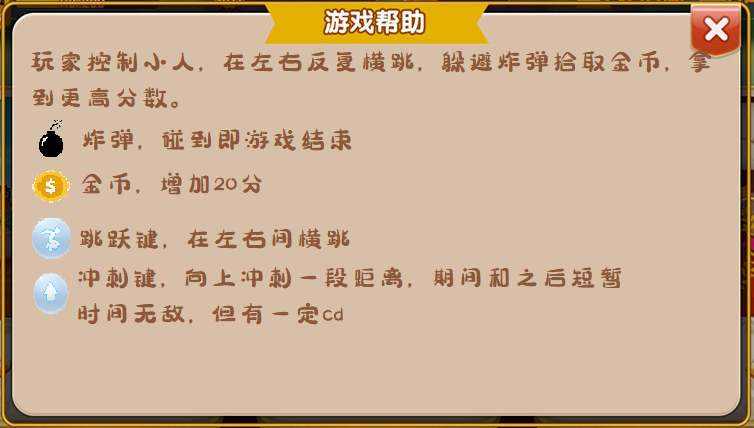 游戏帮助
玩家控制小人，在左右反复横跳，躲避炸弹拾取金币，拿
到更高分数。
炸弹，碰到即游戏结束
$
金币，增加20分
跳跃键，在左右间横跳
冲刺键，向上冲刺一段距离，期间和之后短暂
时间无敌，但有一定cd